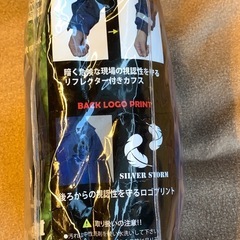 暗く危険な現場の視認性を守る
リフレクター付きカフス
BACK LOGO PRINT
SILVER STORM
後ろからの視認性を守るロゴプリント
⚠取り扱いの注意!!